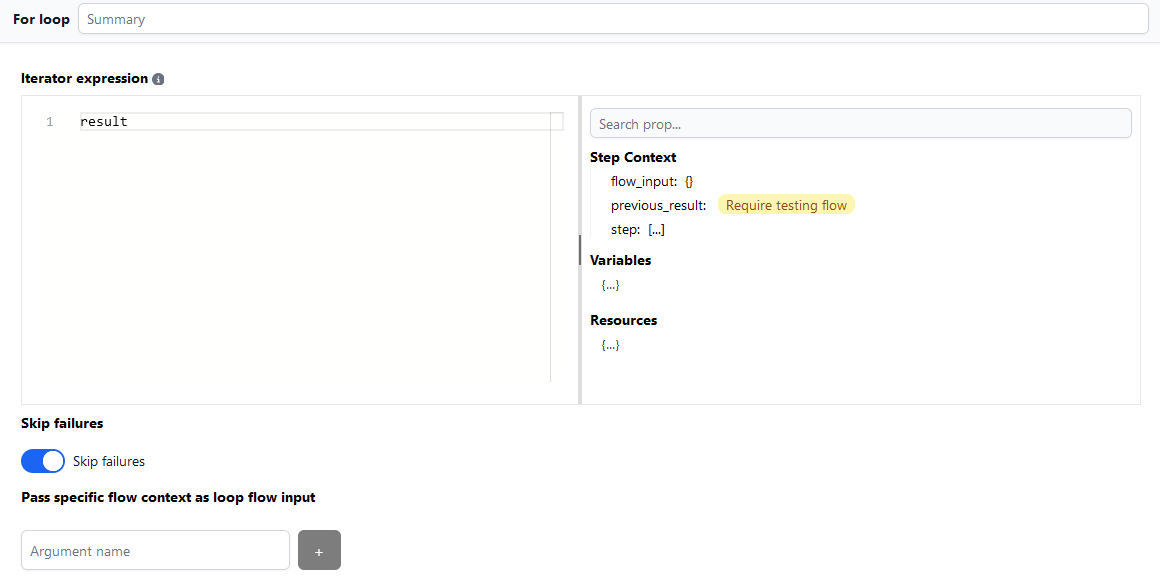 For loop
Summary
Iterator expression
1 result
Search prop...
Step Context
flow_input: {}
previous_result: Require testing flow
step: [...]
Variables
{...}
Resources
{...}
Skip failures
Skip failures
Pass specific flow context as loop flow input
Argument name
+